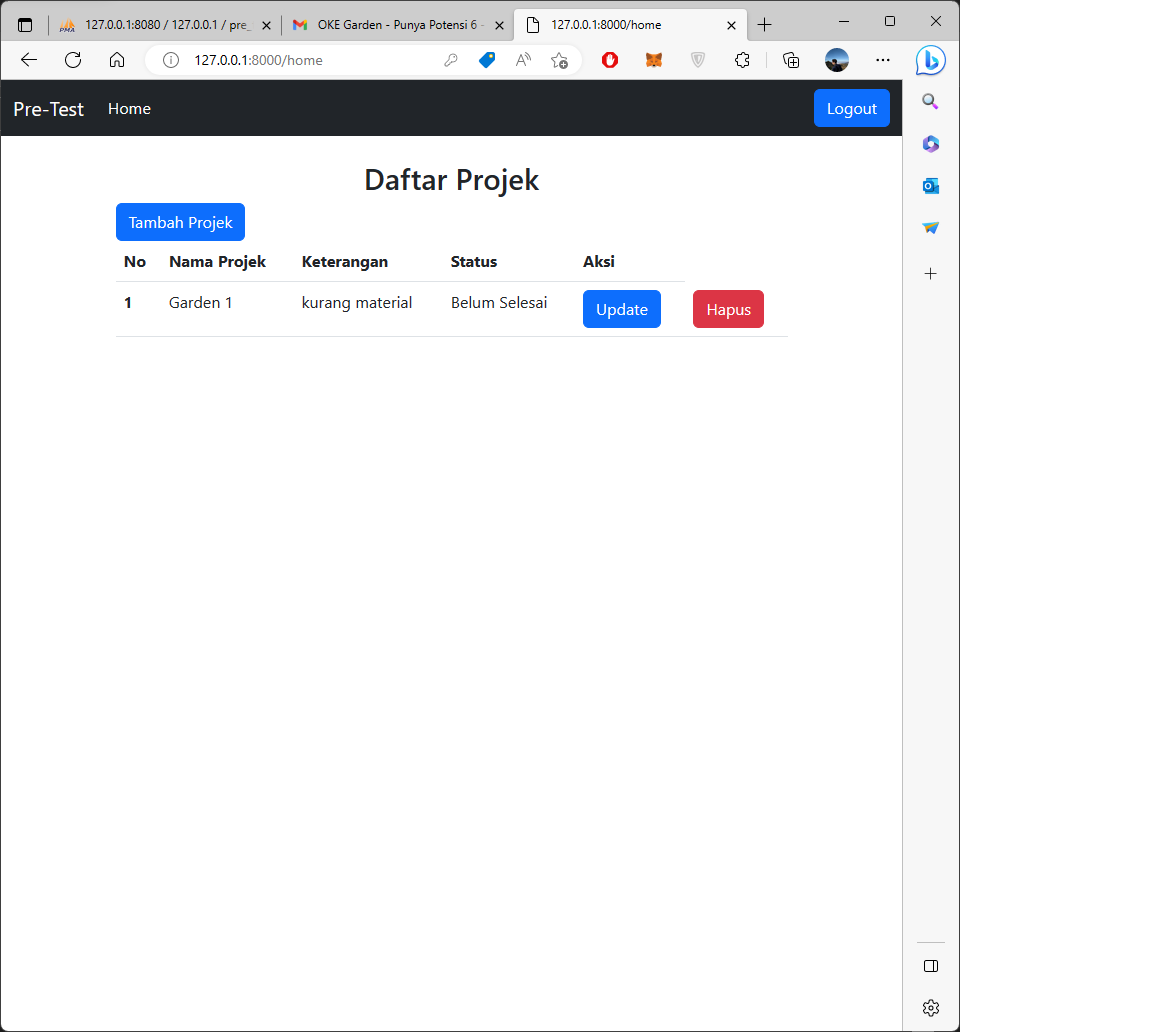 PMA 127.0.0.1:8080 / 127.0.0.1 / pre_ OKE Garden - Punya Potensi 6 - 127.0.0.1:8000/home
127.0.0.1:8000/home
Pre-Test Home Logout
Daftar Projek
Tambah Projek
No Nama Projek Keterangan Status Aksi
1 Garden 1 kurang material Belum Selesai Update Hapus